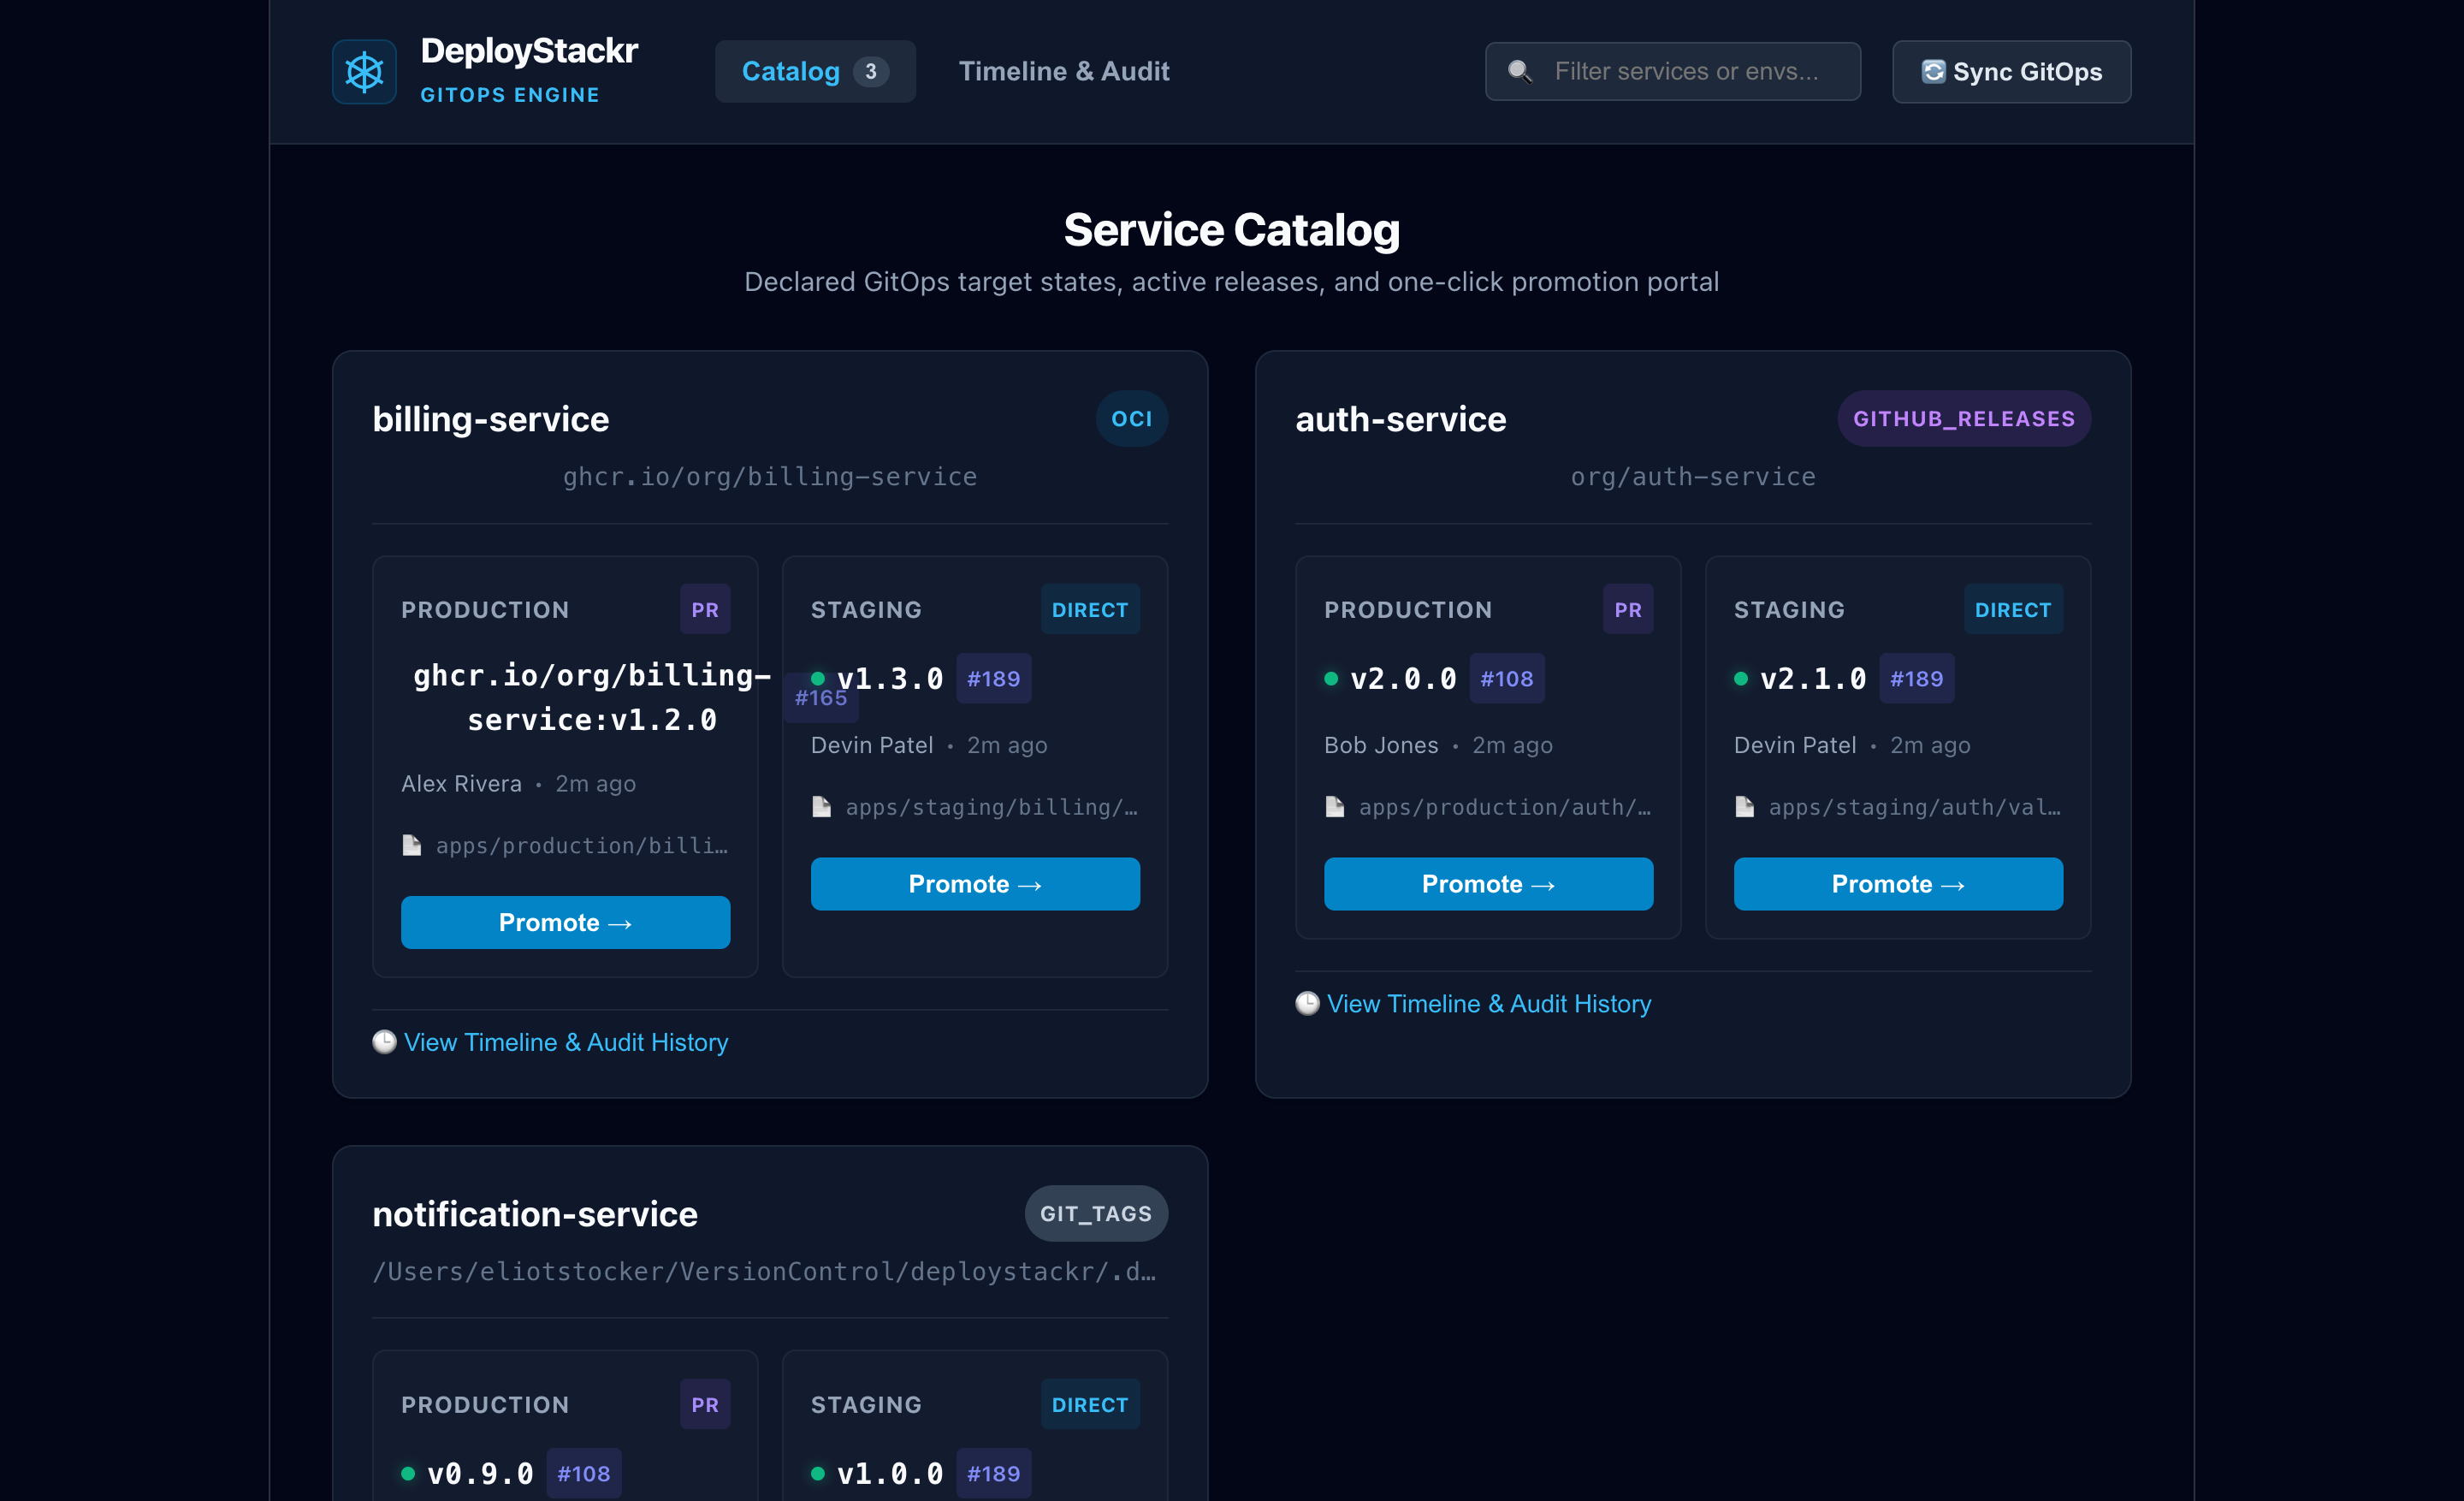 DeployStackr
GITOPS ENGINE
Catalog 3
Timeline & Audit
Filter services or envs...
Sync GitOps
Service Catalog
Declared GitOps target states, active releases, and one-click promotion portal
billing-service
OCI
ghcr.io/org/billing-service
PRODUCTION
PR
ghcr.io/org/billing-
service:v1.2.0
#165
Alex Rivera • 2m ago
apps/production/billi…
Promote →
STAGING
DIRECT
v1.3.0 #189
Devin Patel • 2m ago
apps/staging/billing/…
Promote →
View Timeline & Audit History
auth-service
GITHUB_RELEASES
org/auth-service
PRODUCTION
PR
v2.0.0 #108
Bob Jones • 2m ago
apps/production/auth/…
Promote →
STAGING
DIRECT
v2.1.0 #189
Devin Patel • 2m ago
apps/staging/auth/val…
Promote →
View Timeline & Audit History
notification-service
GIT_TAGS
/Users/eliotstocker/VersionControl/deploystackr/.d…
PRODUCTION
PR
v0.9.0 #108
STAGING
DIRECT
v1.0.0 #189